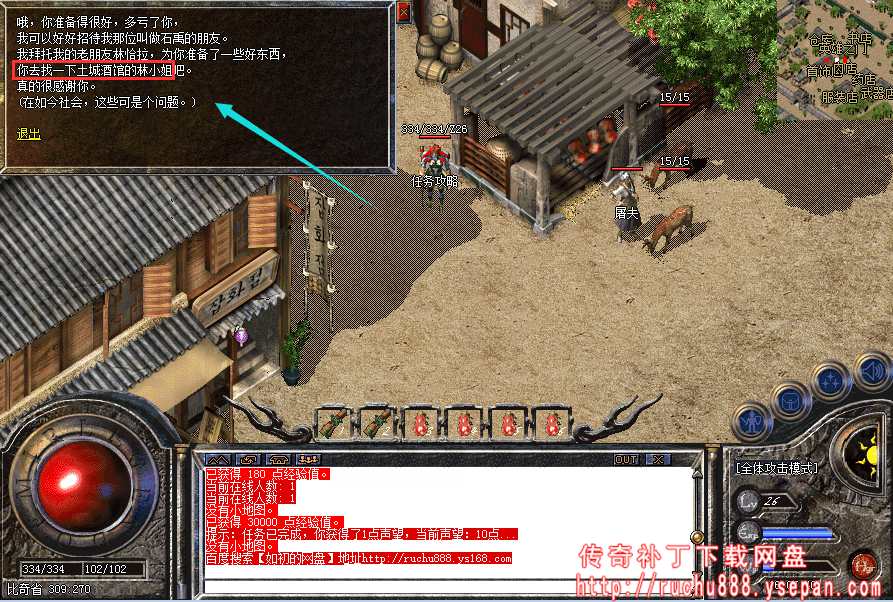 哦，你准备得很好，多亏了你，
我可以好好招待我那位叫做石禹的朋友。
我拜托我的老朋友林恰拉，为你准备了一些好东西，
你去找一下土城酒馆的林小姐吧。
真的很感谢你。
(在如今社会，这些可是个问题。)
退出
首饰
药店
服装店
武器店
15/15
334/334/Z26
任务攻略
15/15
屠夫
잡화점
잡화점
OUT
[全体攻击模式]
Lv 26
Exp
已获得 180 点经验值。
当前在线人数: 1
当前在线人数: 1
没有小地图。
已获得 30000 点经验值。
提示: 任务已完成，你获得了1点声望，当前声望: 10点...
没有小地图。
百度搜索【如初的网盘】地址http://ruchu888.ys168.com
334/334
102/102
比奇省 309:270
传奇补丁下载网盘
http://ruchu888.ysepan.com